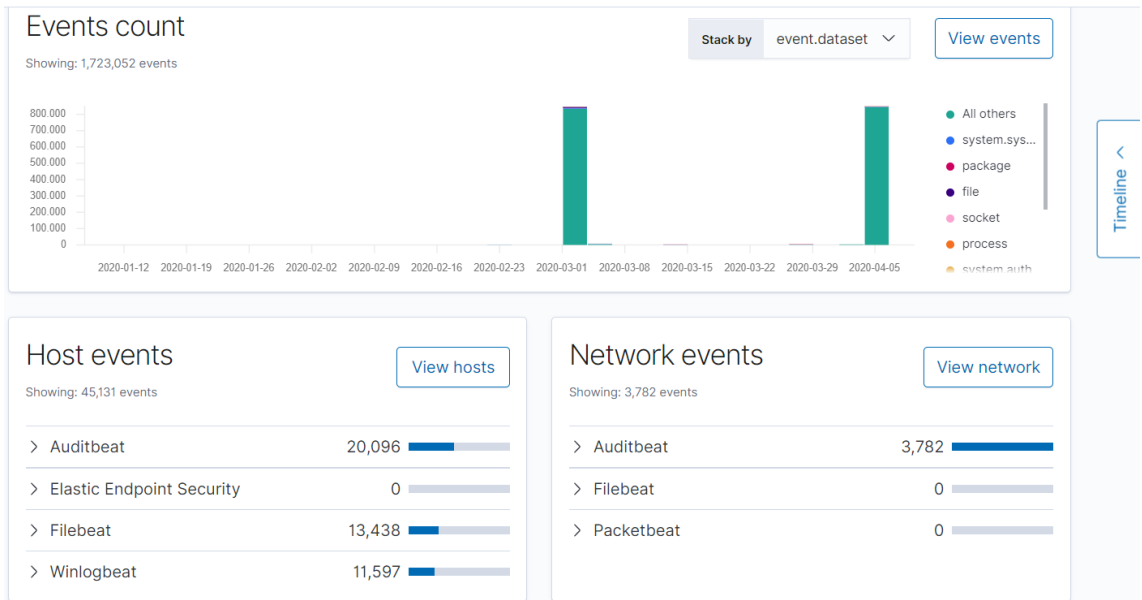 Events count
Stack by event.dataset
View events
Showing: 1,723,052 events
800.000
700.000
600.000
500.000
400.000
300.000
200.000
100.000
0
2020-01-12 2020-01-19 2020-01-26 2020-02-02 2020-02-09 2020-02-16 2020-02-23 2020-03-01 2020-03-08 2020-03-15 2020-03-22 2020-03-29 2020-04-05
All others
system.sys...
package
file
socket
process
system.auth
Timeline
Host events
View hosts
Showing: 45,131 events
Auditbeat 20,096
Elastic Endpoint Security 0
Filebeat 13,438
Winlogbeat 11,597
Network events
View network
Showing: 3,782 events
Auditbeat 3,782
Filebeat 0
Packetbeat 0